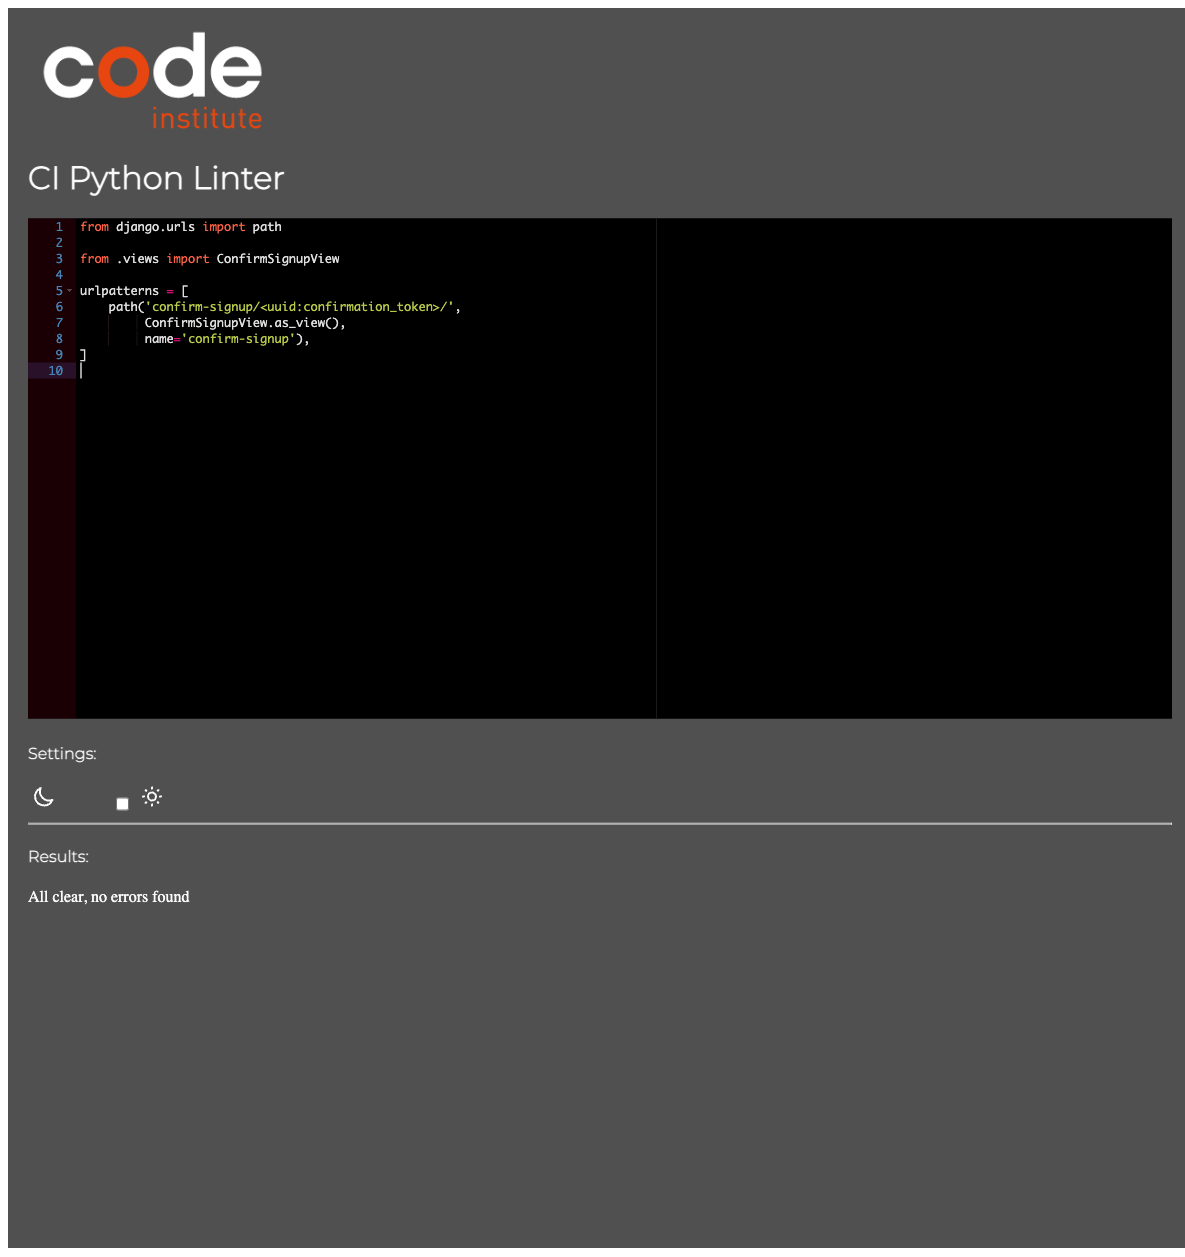 code
institute
CI Python Linter
1 from django.urls import path
2
3 from .views import ConfirmSignupView
4
5 urlpatterns = [
6     path('confirm-signup/<uuid:confirmation_token>/',
7          ConfirmSignupView.as_view(),
8          name='confirm-signup'),
9 ]
10
Settings:
Results:
All clear, no errors found